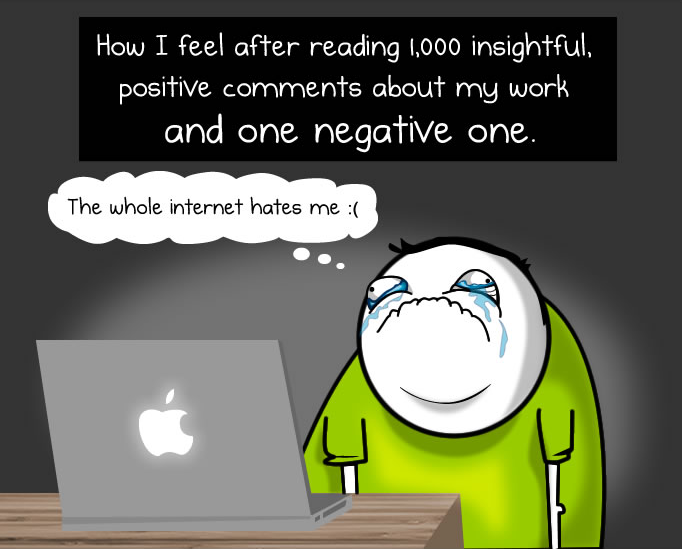 How I feel after reading 1,000 insightful,
positive comments about my work
and one negative one.
The whole internet hates me :(